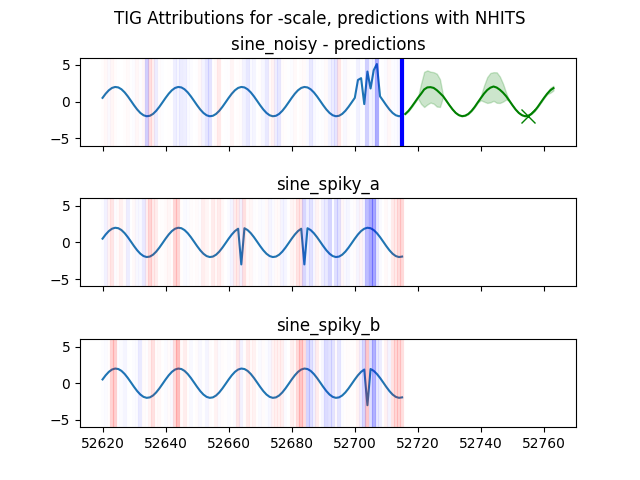 TIG Attributions for -scale, predictions with NHITS
sine_noisy - predictions
5
0
−5
sine_spiky_a
5
0
−5
sine_spiky_b
5
0
−5
52620 52640 52660 52680 52700 52720 52740 52760